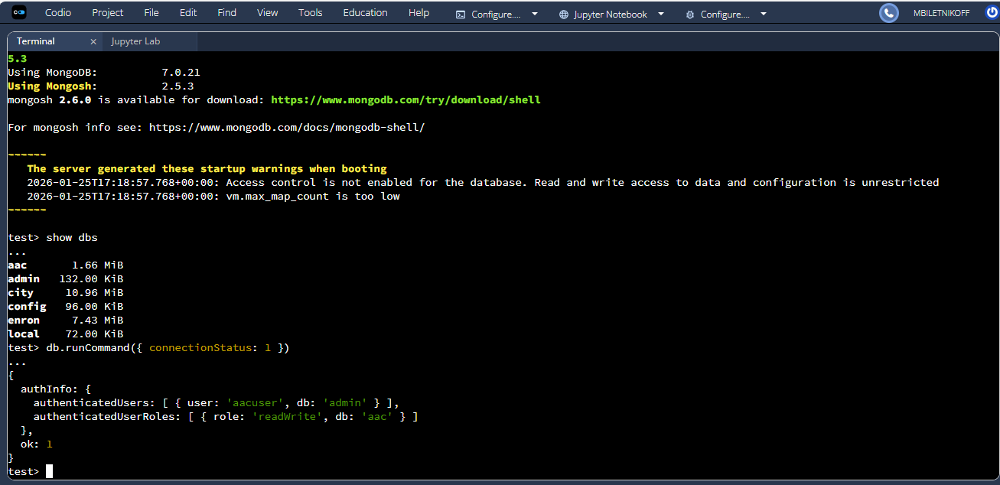 Codio Project File Edit Find View Tools Education Help Configure.... Jupyter Notebook Configure.... MBILETNIKOFF
Terminal × Jupyter Lab
5.3
Using MongoDB: 7.0.21
Using Mongosh: 2.5.3
mongosh 2.6.0 is available for download: https://www.mongodb.com/try/download/shell
For mongosh info see: https://www.mongodb.com/docs/mongodb-shell/
------
The server generated these startup warnings when booting
2026-01-25T17:18:57.768+00:00: Access control is not enabled for the database. Read and write access to data and configuration is unrestricted
2026-01-25T17:18:57.768+00:00: vm.max_map_count is too low
------
test> show dbs
...
aac 1.66 MiB
admin 132.00 KiB
city 10.96 MiB
config 96.00 KiB
enron 7.43 MiB
local 72.00 KiB
test> db.runCommand({ connectionStatus: 1 })
...
{
  authInfo: {
    authenticatedUsers: [ { user: 'aacuser', db: 'admin' } ],
    authenticatedUserRoles: [ { role: 'readWrite', db: 'aac' } ]
  },
  ok: 1
}
test>